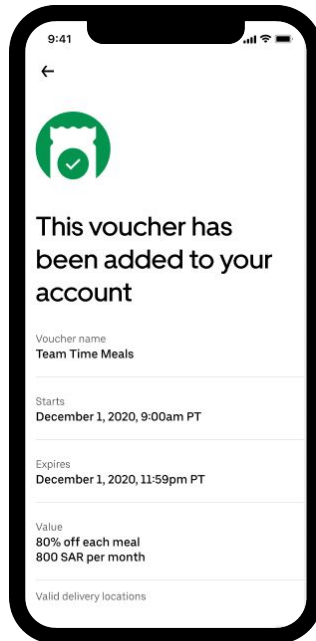 9:41
This voucher has
been added to your
account
Voucher name
Team Time Meals
Starts
December 1, 2020, 9:00am PT
Expires
December 1, 2020, 11:59pm PT
Value
80% off each meal
800 SAR per month
Valid delivery locations